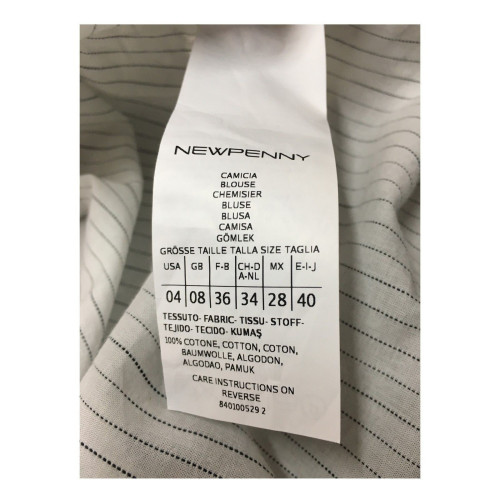 NEWPENNY
CAMICIA
BLOUSE
CHEMISIER
BLUSE
BLUSA
CAMISA
GÖMLEK
GRÖSSE TAILLE TALLA SIZE TAGLIA
USA GB F-B CH-D A-NL MX E-I-J
04 08 36 34 28 40
TESSUTO- FABRIC- TISSU- STOFF-
TEJIDO- TECIDO- KUMAŞ
100% COTONE, COTTON, COTON,
BAUMWOLLE, ALGODON,
ALGODAO, PAMUK
CARE INSTRUCTIONS ON
REVERSE
840100529 2